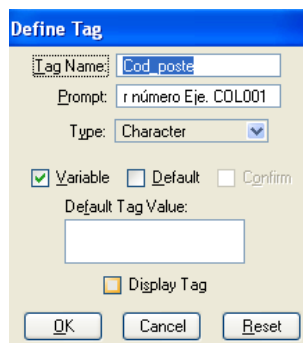 Define Tag
Tag Name: Cod_poste
Prompt: r número Eje. COL001
Type: Character
Variable Default Confirm
Default Tag Value:
Display Tag
OK Cancel Reset